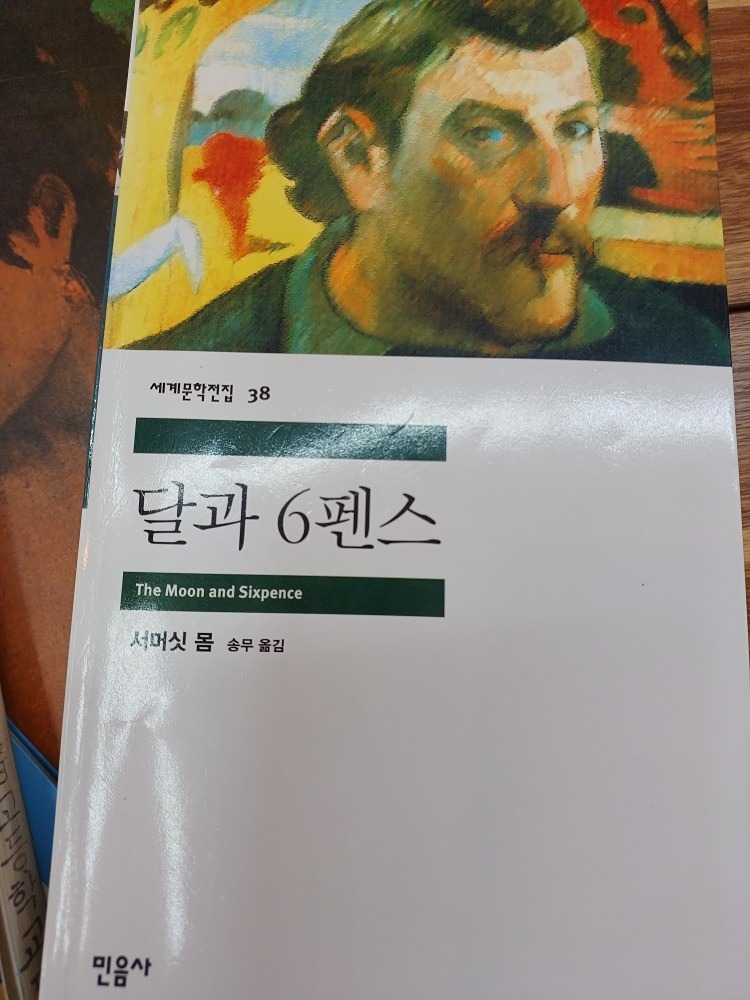 세계문학전집 38
달과 6펜스
The Moon and Sixpence
서머싯 몸 송무 옮김
민음사